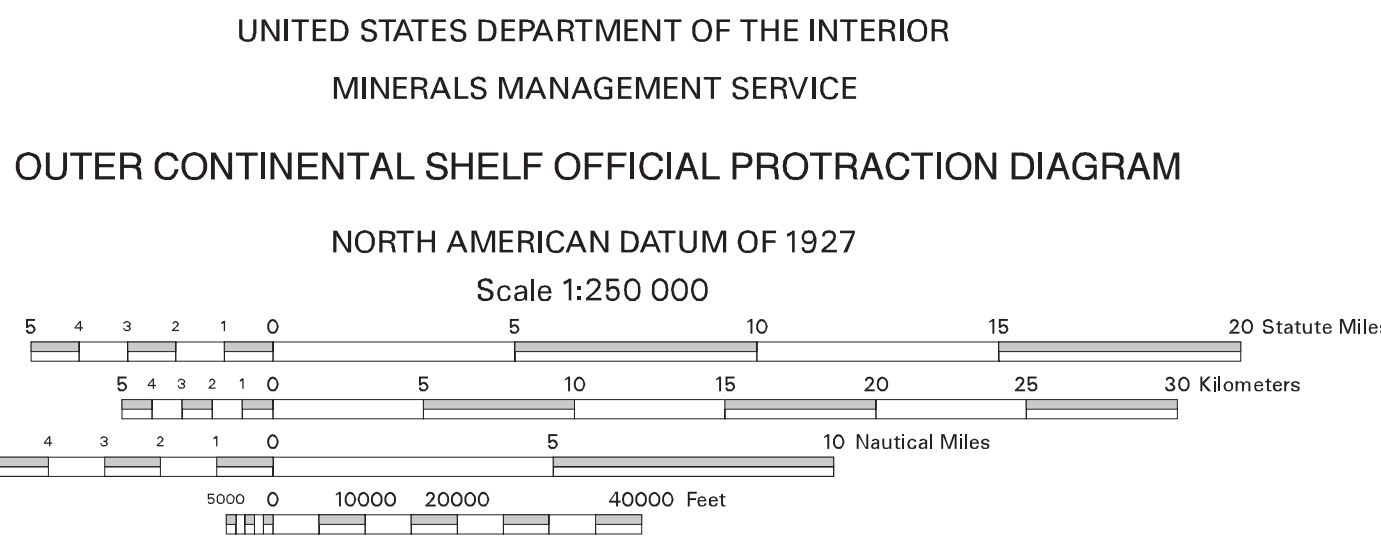 UNITED STATES DEPARTMENT OF THE INTERIOR
MINERALS MANAGEMENT SERVICE
OUTER CONTINENTAL SHELF OFFICIAL PROTRACTION DIAGRAM
NORTH AMERICAN DATUM OF 1927
Scale 1:250 000
5 4 3 2 1 0 5 10 15 20 Statute Miles
5 4 3 2 1 0 5 10 15 20 25 30 Kilometers
4 3 2 1 0 5 10 Nautical Miles
5000 0 10000 20000 40000 Feet